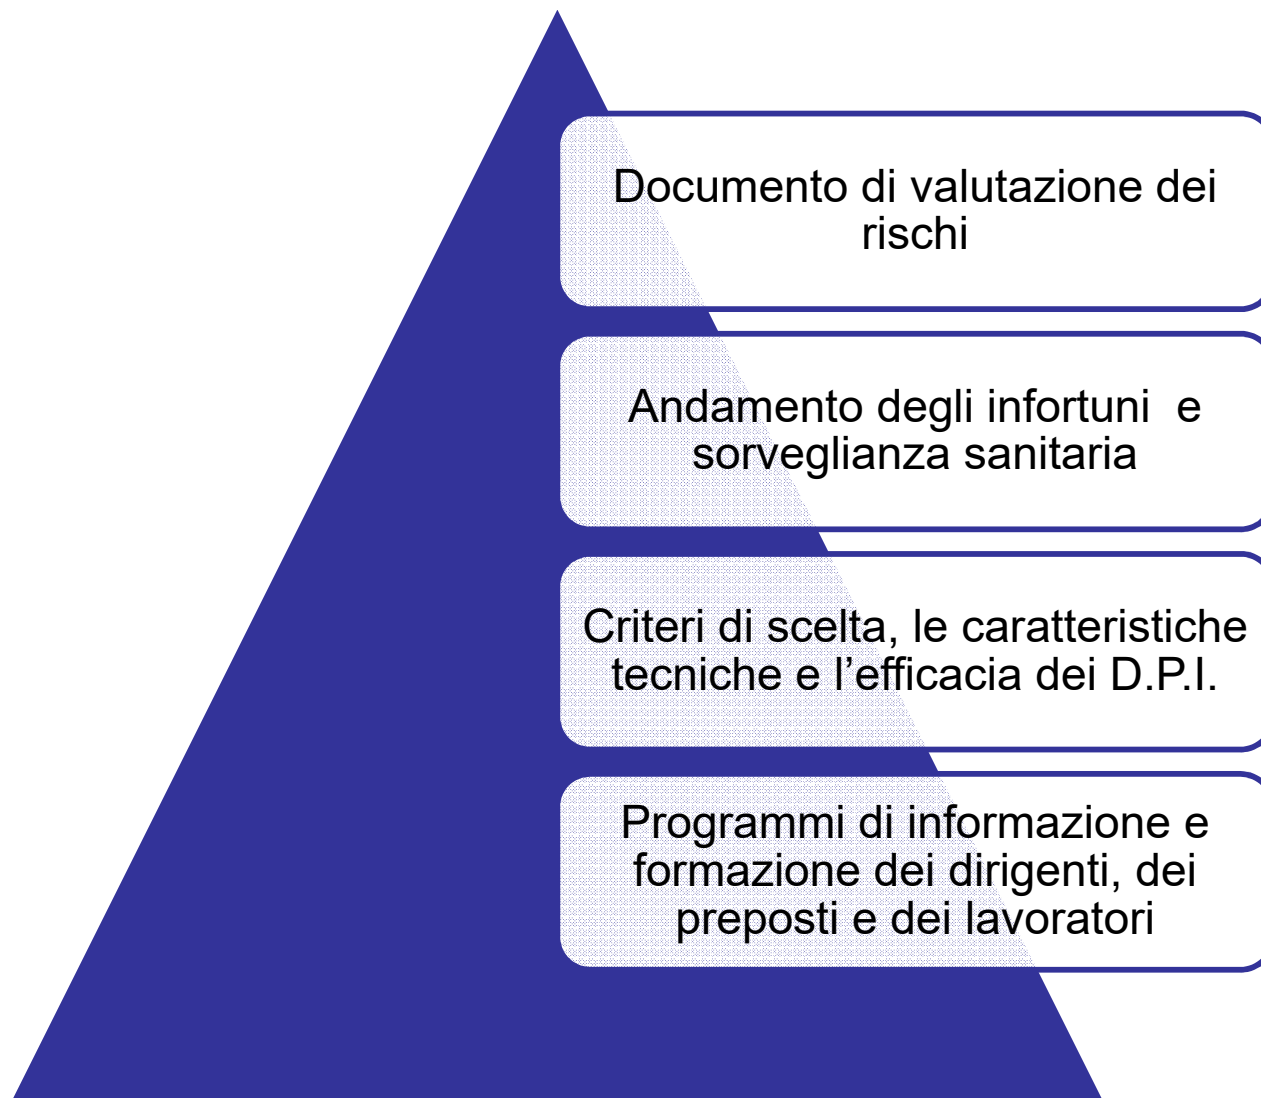 Documento di valutazione dei
rischi
Andamento degli infortuni  e
sorveglianza sanitaria
Criteri di scelta, le caratteristiche
tecniche e l’efficacia dei D.P.I.
Programmi di informazione e
formazione dei dirigenti, dei
preposti e dei lavoratori